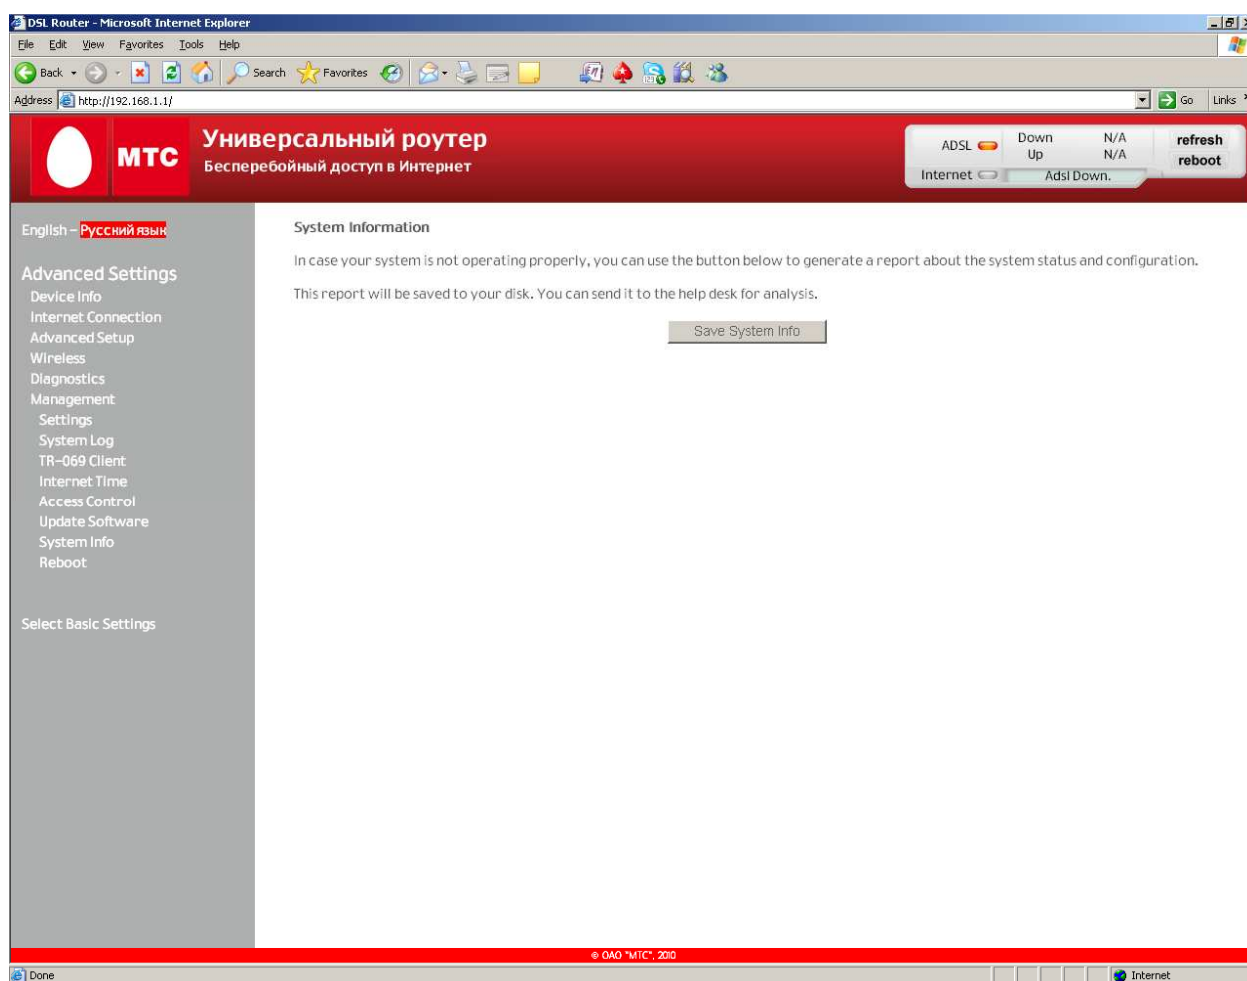 DSL Router - Microsoft Internet Explorer
File Edit View Favorites Tools Help
Back Search Favorites
Address http://192.168.1.1/ Go Links
МТС
Универсальный роутер
Бесперебойный доступ в Интернет
ADSL Down N/A refresh
Up N/A reboot
Internet Adsl Down.
English – Русский язык
Advanced Settings
Device Info
Internet Connection
Advanced Setup
Wireless
Diagnostics
Management
Settings
System Log
TR-069 Client
Internet Time
Access Control
Update Software
System Info
Reboot
Select Basic Settings
System Information
In case your system is not operating properly, you can use the button below to generate a report about the system status and configuration.
This report will be saved to your disk. You can send it to the help desk for analysis.
Save System Info
© ОАО "МТС", 2010
Done Internet